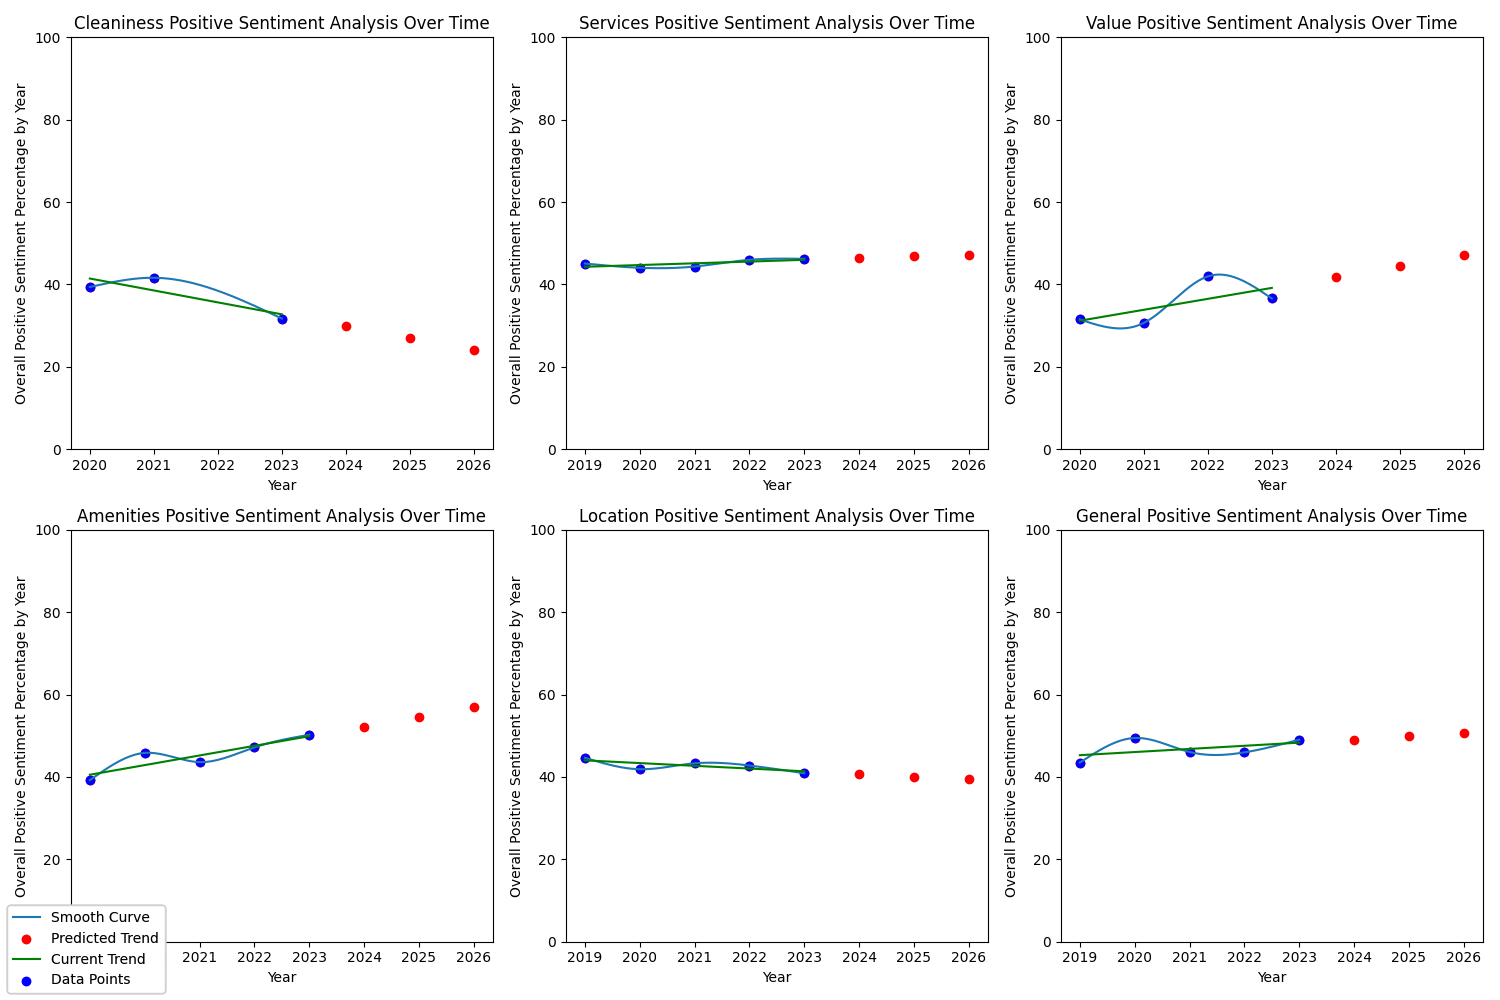 Cleaniness Positive Sentiment Analysis Over Time
Overall Positive Sentiment Percentage by Year
100
80
60
40
20
0
2020 2021 2022 2023 2024 2025 2026
Year
Services Positive Sentiment Analysis Over Time
Overall Positive Sentiment Percentage by Year
100
80
60
40
20
0
2019 2020 2021 2022 2023 2024 2025 2026
Year
Value Positive Sentiment Analysis Over Time
Overall Positive Sentiment Percentage by Year
100
80
60
40
20
0
2020 2021 2022 2023 2024 2025 2026
Year
Amenities Positive Sentiment Analysis Over Time
Overall Positive Sentiment Percentage by Year
100
80
60
40
20
2021 2022 2023 2024 2025 2026
Year
Smooth Curve
Predicted Trend
Current Trend
Data Points
Location Positive Sentiment Analysis Over Time
Overall Positive Sentiment Percentage by Year
100
80
60
40
20
0
2019 2020 2021 2022 2023 2024 2025 2026
Year
General Positive Sentiment Analysis Over Time
Overall Positive Sentiment Percentage by Year
100
80
60
40
20
0
2019 2020 2021 2022 2023 2024 2025 2026
Year